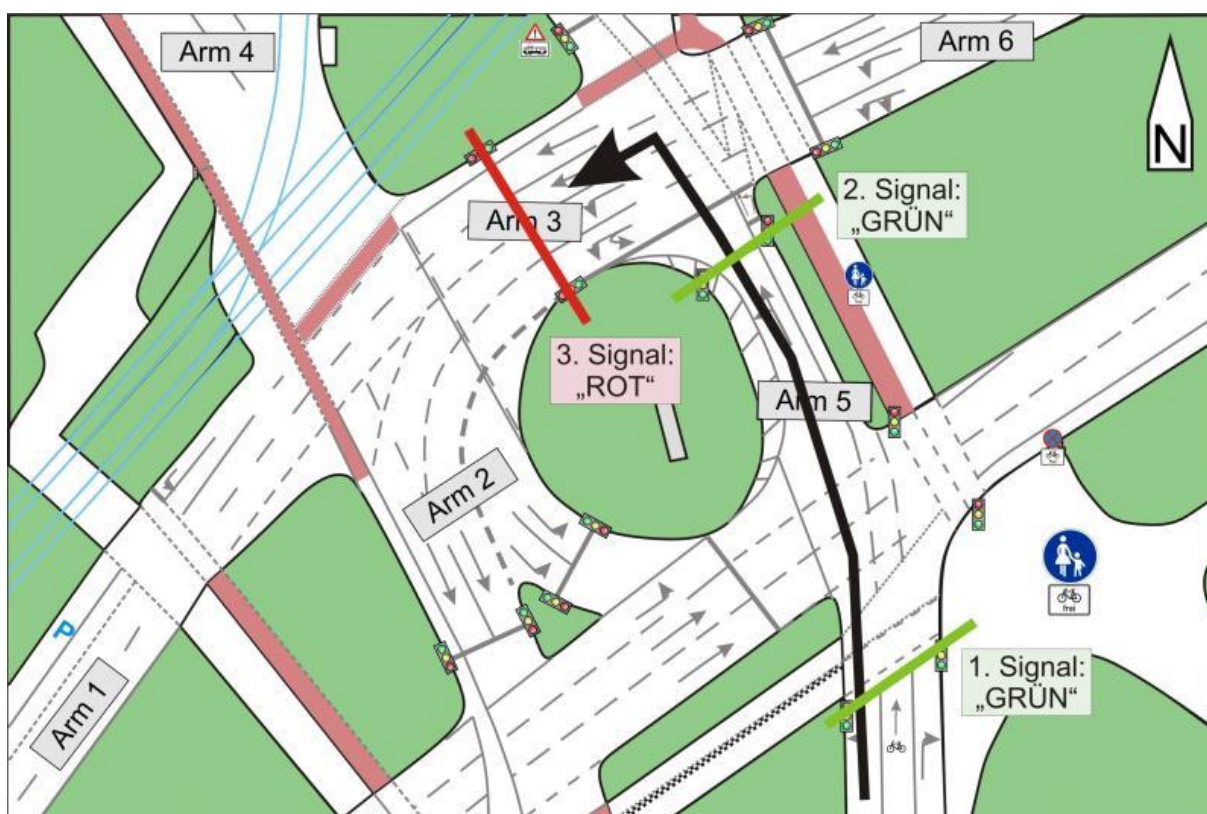 Arm 4
Arm 6
N
2. Signal:
„GRÜN“
Arm 3
3. Signal:
„ROT“
Arm 5
Arm 2
frei
1. Signal:
„GRÜN“
P
Arm 1